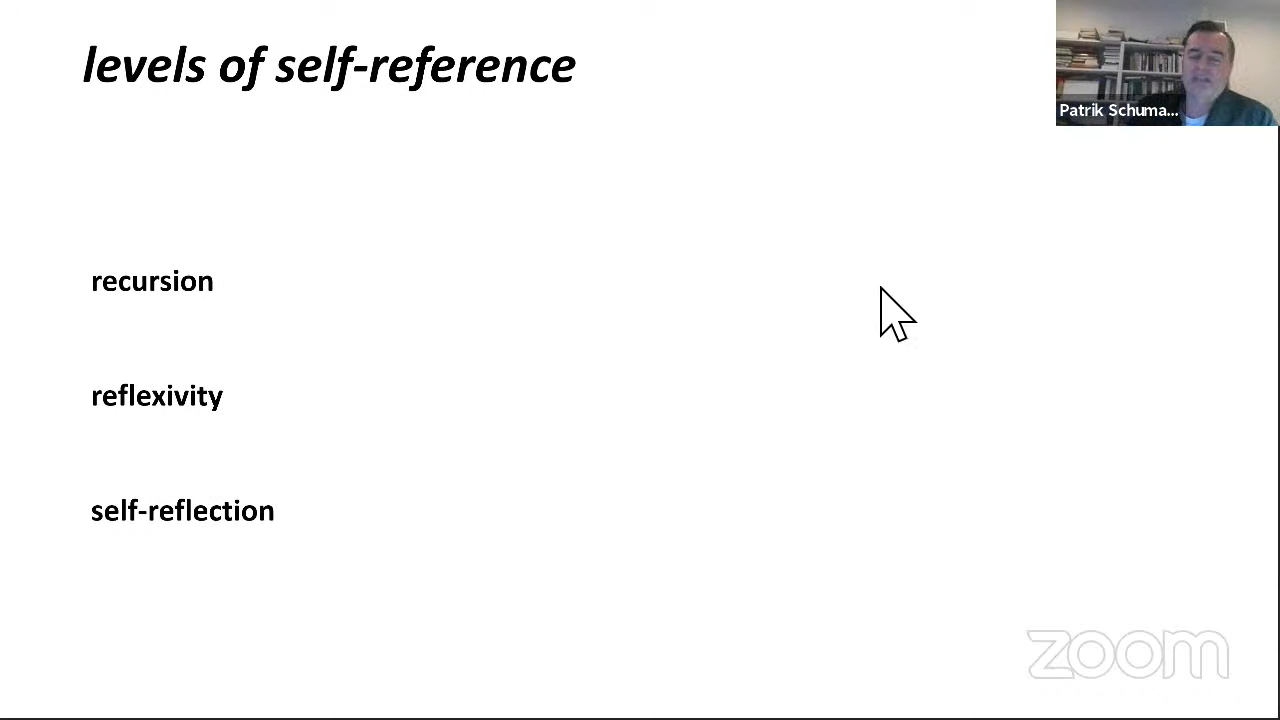 levels of self-reference
Patrik Schuma...
recursion
reflexivity
self-reflection
zoom